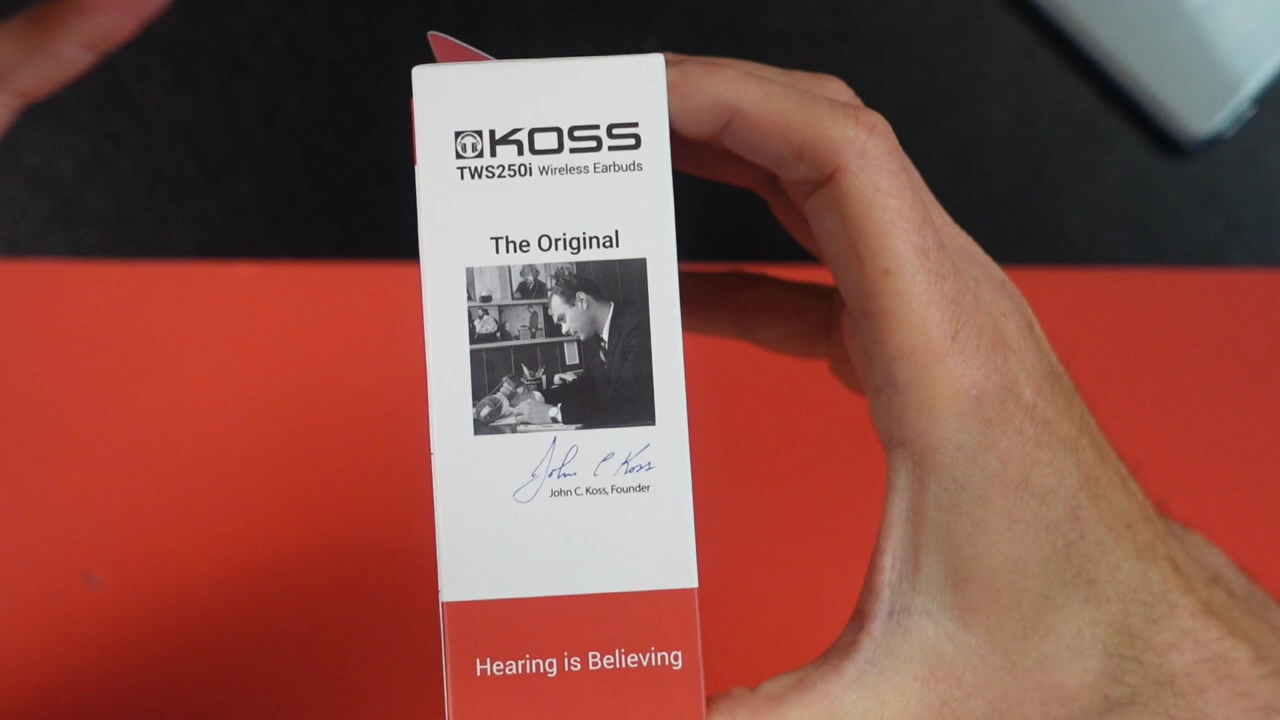 KOSS
TWS250i Wireless Earbuds
The Original
John C Koss
John C. Koss, Founder
Hearing is Believing